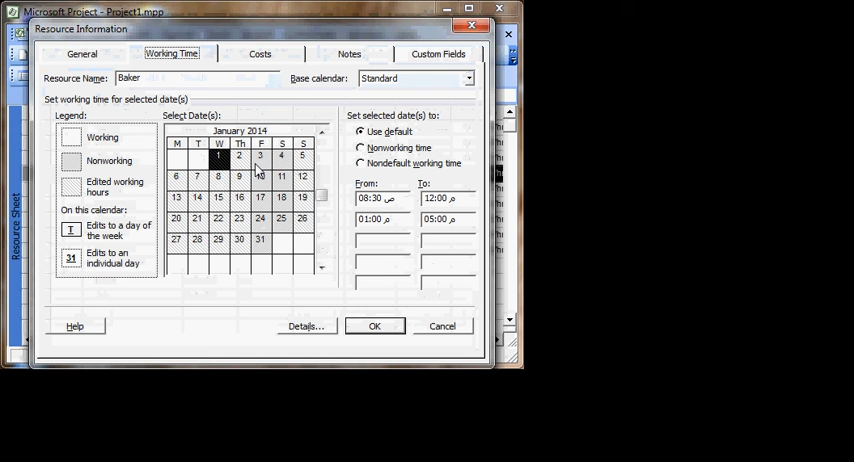 Microsoft Project - Project1.mpp
Resource Information
General Working Time Costs Notes Custom Fields
Resource Name: Baker Base calendar: Standard
Set working time for selected date(s)
Legend:
Working
Nonworking
Edited working
hours
On this calendar:
T Edits to a day of
the week
31 Edits to an
individual day
Select Date(s):
January 2014
M T W Th F S S
1 2 3 4 5
6 7 8 9 10 11 12
13 14 15 16 17 18 19
20 21 22 23 24 25 26
27 28 29 30 31
Set selected date(s) to:
Use default
Nonworking time
Nondefault working time
From: To:
08:30 ص 12:00 م
01:00 م 05:00 م
Help Details... OK Cancel
Resource Sheet